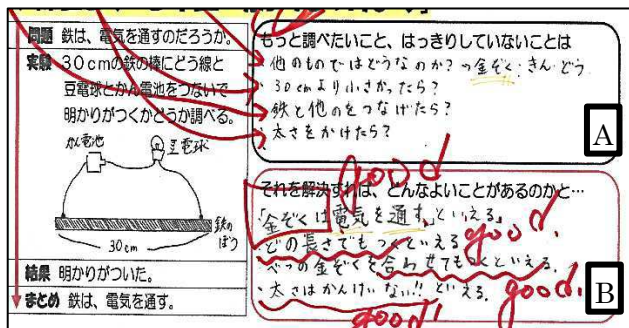 問題 鉄は、電気を通すのだろうか。
実験 30cmの鉄の棒にどう線と
豆電球とかん電池をつないで
明かりがつくかどうか調べる。
かん電池
豆電球
鉄の
ぼう
30cm
結果 明かりがついた。
まとめ 鉄は、電気を通す。
もっと調べたいこと、はっきりしていないことは
・他のものではどうなのか?→金ぞく・きん・どう
・30cmより小さかったら?
・鉄と他のをつなげたら?
・太さをかけたら?
A
good
それを解決すれば、どんなよいことがあるのかと…
「金ぞくは電気を通す」といえる
・どの長さでもつくといえる
good.
・べつの金ぞくを合わせてもつくといえる。
・太さはかんけいない!!といえる。
good.
good!
B